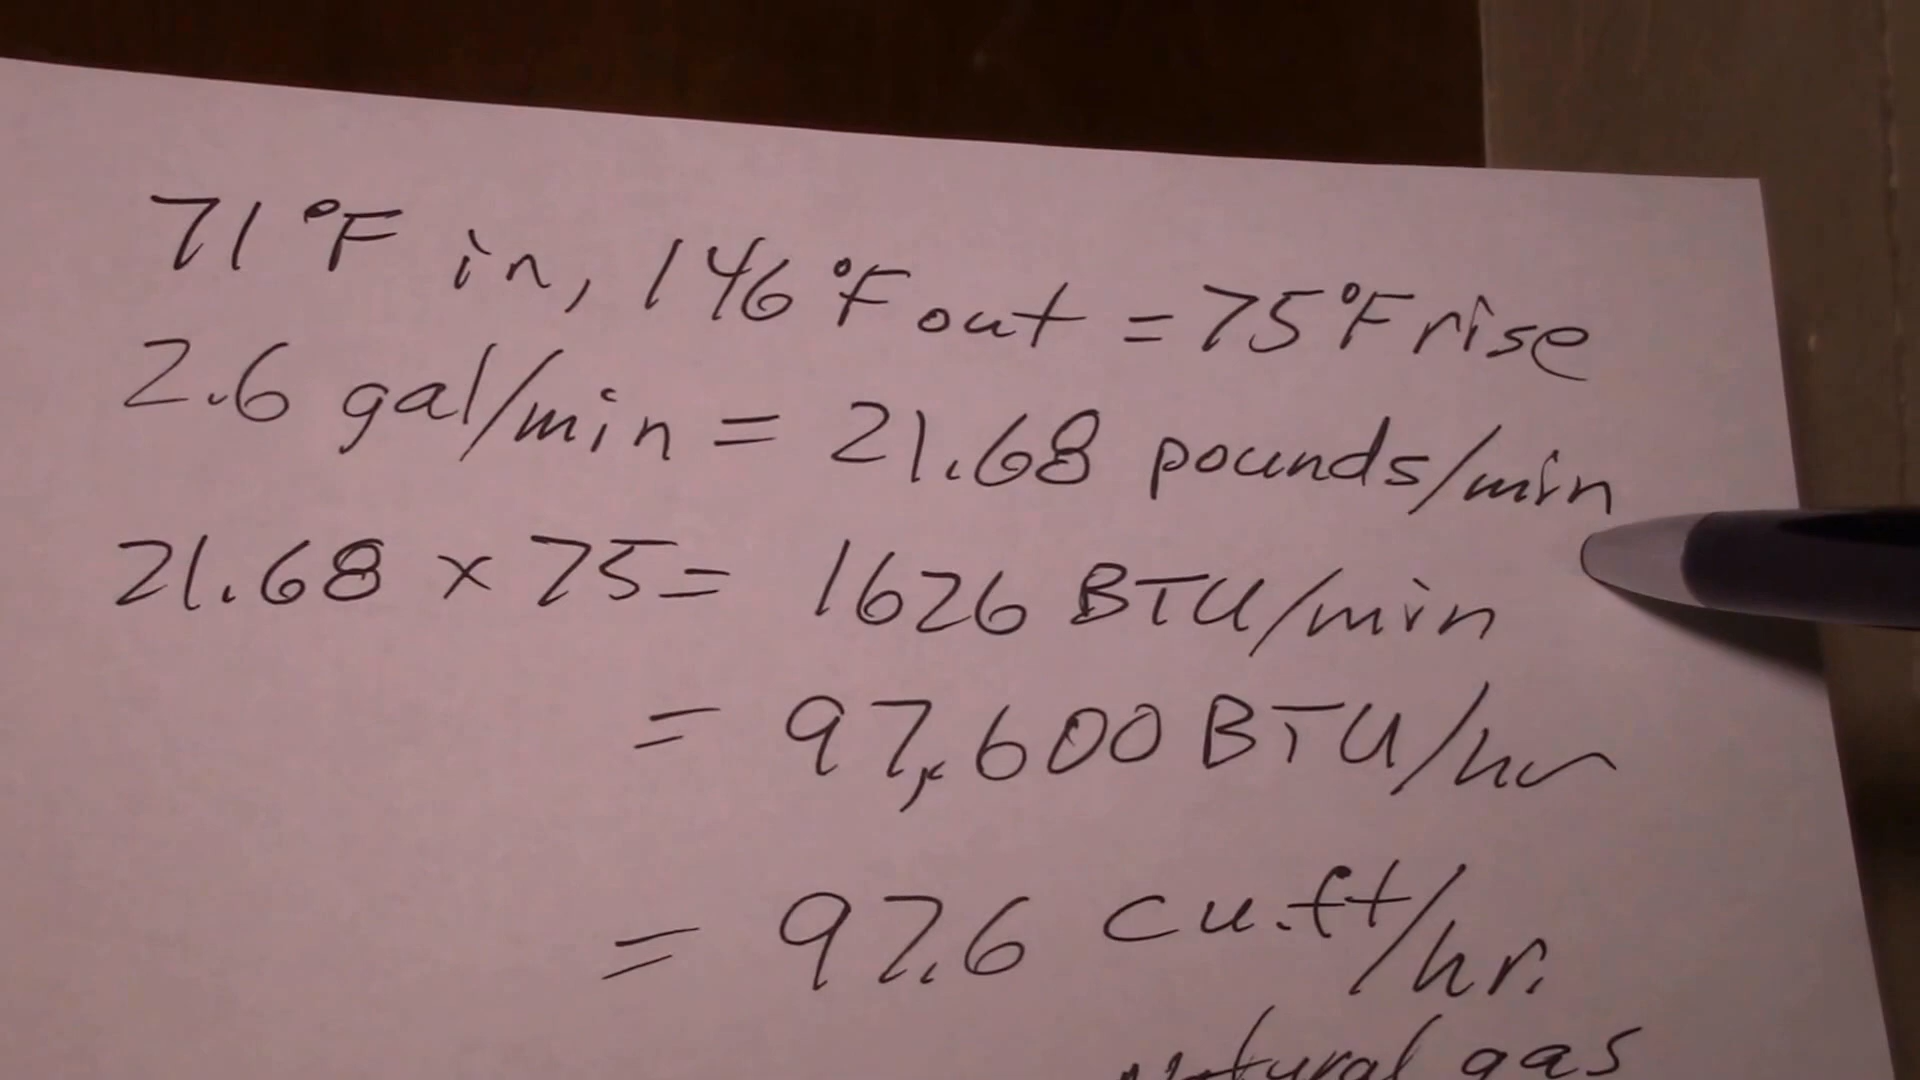 71°F in, 146°F out = 75°F rise
2.6 gal/min = 21.68 pounds/min
21.68 x 75 = 1626 BTU/min
= 97,600 BTU/hr
= 97.6 cu.ft/hr.
natural gas